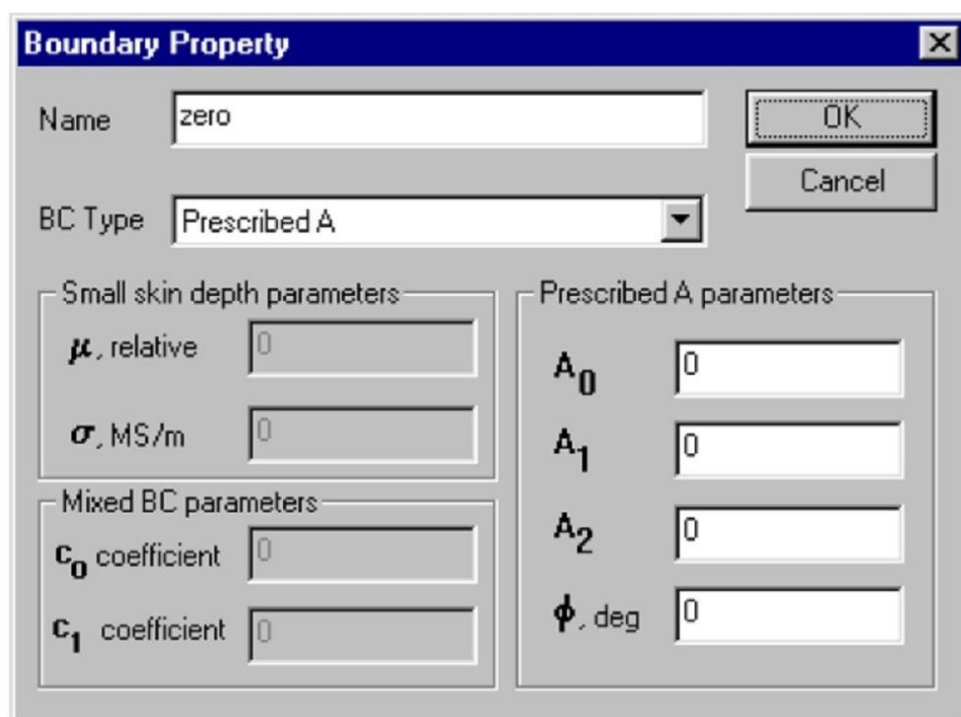 Boundary Property
Name zero
OK
Cancel
BC Type Prescribed A
Small skin depth parameters
μ, relative 0
σ, MS/m 0
Mixed BC parameters
c0 coefficient 0
c1 coefficient 0
Prescribed A parameters
A0 0
A1 0
A2 0
ϕ, deg 0